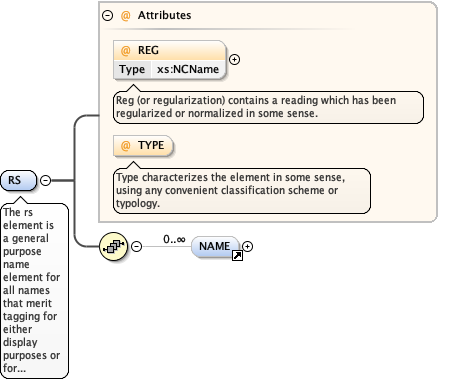 @ Attributes
@ REG
Type xs:NCName
Reg (or regularization) contains a reading which has been
regularized or normalized in some sense.
@ TYPE
Type characterizes the element in some sense,
using any convenient classification scheme or
typology.
RS
The rs
element is
a general
purpose
name
element for
all names
that merit
tagging for
either
display
purposes or
for...
0..∞
NAME